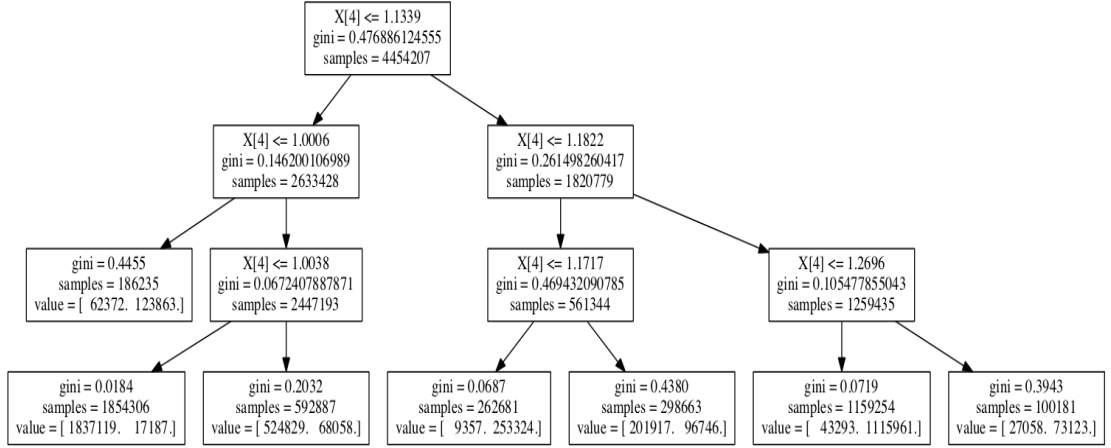 X[4] <= 1.1339
gini = 0.476886124555
samples = 4454207
X[4] <= 1.0006
gini = 0.146200106989
samples = 2633428
X[4] <= 1.1822
gini = 0.261498260417
samples = 1820779
gini = 0.4455
samples = 186235
value = [  62372.  123863.]
X[4] <= 1.0038
gini = 0.0672407887871
samples = 2447193
X[4] <= 1.1717
gini = 0.469432090785
samples = 561344
X[4] <= 1.2696
gini = 0.105477855043
samples = 1259435
gini = 0.0184
samples = 1854306
value = [ 1837119.   17187.]
gini = 0.2032
samples = 592887
value = [ 524829.  68058.]
gini = 0.0687
samples = 262681
value = [   9357.  253324.]
gini = 0.4380
samples = 298663
value = [ 201917.  96746.]
gini = 0.0719
samples = 1159254
value = [   43293.  1115961.]
gini = 0.3943
samples = 100181
value = [ 27058.  73123.]